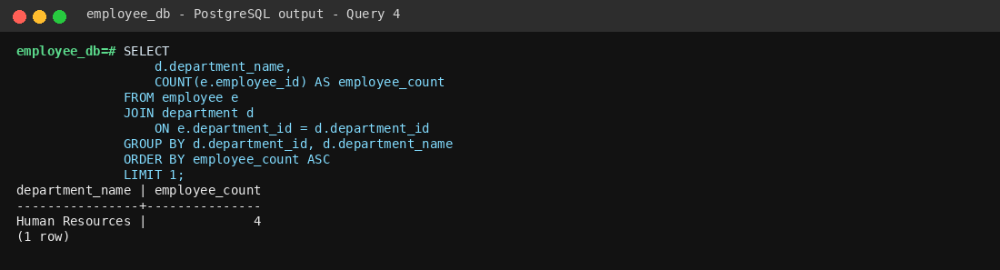 employee_db - PostgreSQL output - Query 4
employee_db=# SELECT
                  d.department_name,
                  COUNT(e.employee_id) AS employee_count
              FROM employee e
              JOIN department d
                  ON e.department_id = d.department_id
              GROUP BY d.department_id, d.department_name
              ORDER BY employee_count ASC
              LIMIT 1;
department_name | employee_count
----------------+---------------
Human Resources |              4
(1 row)